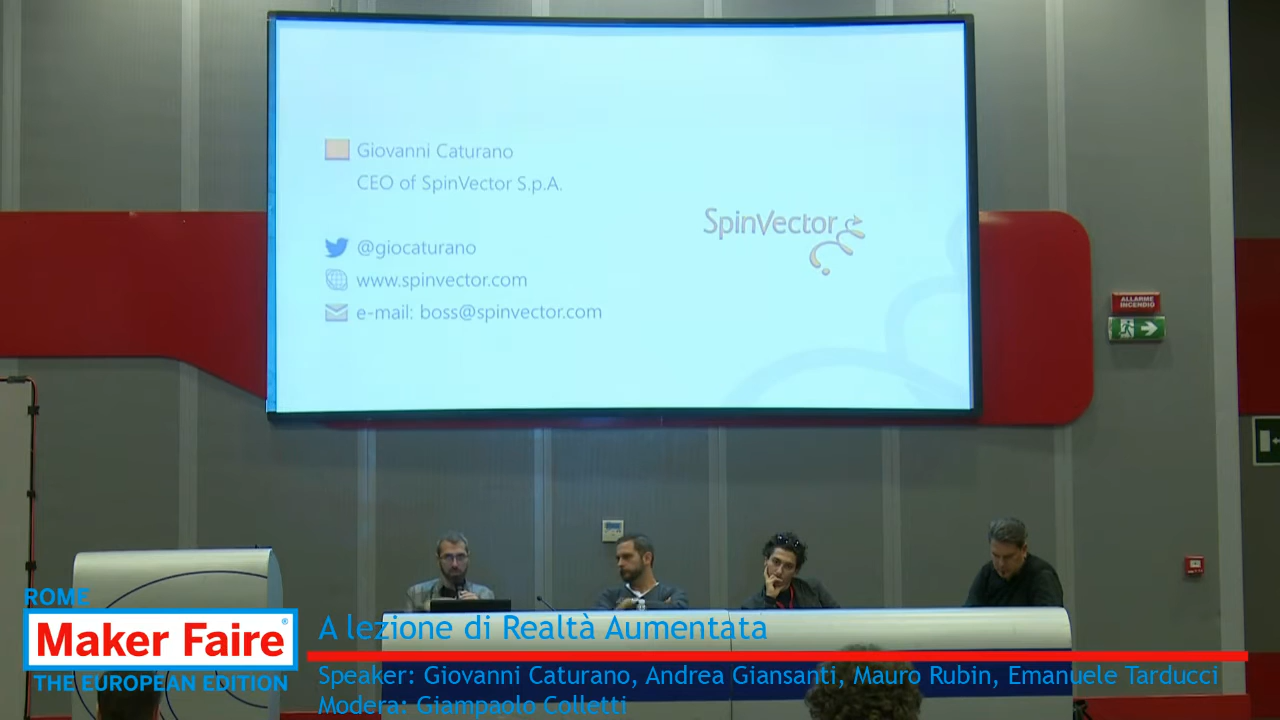 Giovanni Caturano
CEO of SpinVector S.p.A.
@giocaturano
www.spinvector.com
e-mail: boss@spinvector.com
SpinVector
ALLARME
INCENDIO
ROME
Maker Faire®
THE EUROPEAN EDITION
A lezione di Realtà Aumentata
Speaker: Giovanni Caturano, Andrea Giansanti, Mauro Rubin, Emanuele Tarducci
Modera: Giampaolo Colletti